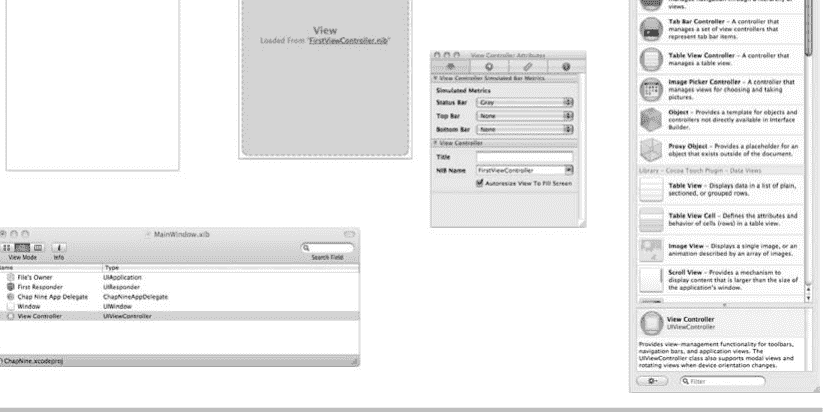 views.
Tab Bar Controller – A controller that
manages a set of view controllers that
represent tab bar items.
Table View Controller – A controller that
manages a table view.
Image Picker Controller – A controller that
manages views for choosing and taking
pictures.
Object – Provides a template for objects and
controllers not directly available in Interface
Builder.
Proxy Object – Provides a placeholder for an
object that exists outside of the document.
Library – Cocoa Touch Plugin – Data Views
Table View – Displays data in a list of plain,
sectioned, or grouped rows.
Table View Cell – Defines the attributes and
behavior of cells (rows) in a table view.
Image View – Displays a single image, or an
animation described by an array of images.
Scroll View – Provides a mechanism to
display content that is larger than the size of
the application's window.
View Controller
UIViewController
Provides view-management functionality for toolbars,
navigation bars, and application views. The
UIViewController class also supports modal views and
rotating views when device orientation changes.
Filter
View
Loaded From "FirstViewController.nib"
View Controller Attributes
View Controller Simulated Bar Metrics
Simulated Metrics
Status Bar Gray
Top Bar None
Bottom Bar None
View Controller
Title
NIB Name FirstViewController
Autoresize View To Fill Screen
MainWindow.xib
View Mode Info Search Field
Type
File's Owner UIApplication
First Responder UIResponder
Chap Nine App Delegate ChapNineAppDelegate
Window UIWindow
View Controller UIViewController
ChapNine.xcodeproj